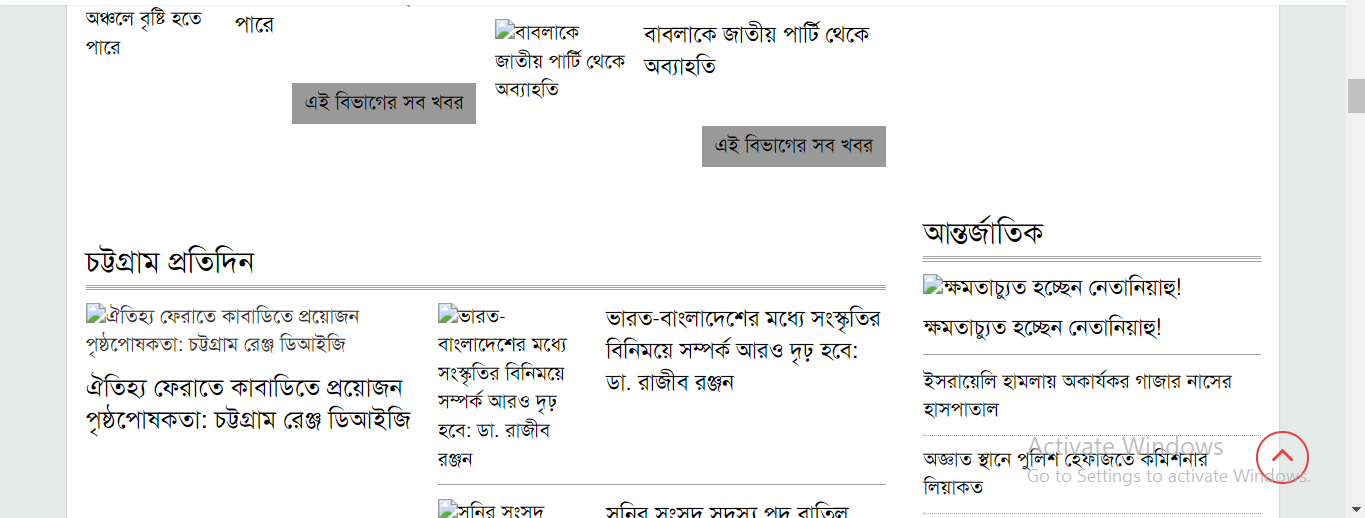 অঞ্চলে বৃষ্টি হতে
পারে
পারে
এই বিভাগের সব খবর
বাবলাকে
জাতীয় পার্টি থেকে
অব্যাহতি
বাবলাকে জাতীয় পার্টি থেকে
অব্যাহতি
এই বিভাগের সব খবর
চট্টগ্রাম প্রতিদিন
ঐতিহ্য ফেরাতে কাবাডিতে প্রয়োজন
পৃষ্ঠপোষকতা: চট্টগ্রাম রেঞ্জ ডিআইজি
ঐতিহ্য ফেরাতে কাবাডিতে প্রয়োজন
পৃষ্ঠপোষকতা: চট্টগ্রাম রেঞ্জ ডিআইজি
ভারত-
বাংলাদেশের মধ্যে
সংস্কৃতির বিনিময়ে
সম্পর্ক আরও দৃঢ়
হবে: ডা. রাজীব
রঞ্জন
ভারত-বাংলাদেশের মধ্যে সংস্কৃতির
বিনিময়ে সম্পর্ক আরও দৃঢ় হবে:
ডা. রাজীব রঞ্জন
সনির সংসদ
সনির সংসদ সদস্য পদ বাতিল
আন্তর্জাতিক
ক্ষমতাচ্যুত হচ্ছেন নেতানিয়াহু!
ক্ষমতাচ্যুত হচ্ছেন নেতানিয়াহু!
ইসরায়েলি হামলায় অকার্যকর গাজার নাসের
হাসপাতাল
অজ্ঞাত স্থানে পুলিশ হেফাজতে কমিশনার
লিয়াকত
Activate Windows
Go to Settings to activate Windows.